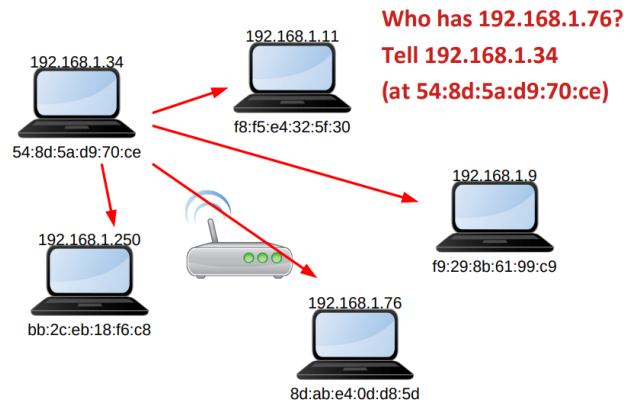 Who has 192.168.1.76?
Tell 192.168.1.34
(at 54:8d:5a:d9:70:ce)
192.168.1.34
54:8d:5a:d9:70:ce
192.168.1.11
f8:f5:e4:32:5f:30
192.168.1.9
f9:29:8b:61:99:c9
192.168.1.250
bb:2c:eb:18:f6:c8
192.168.1.76
8d:ab:e4:0d:d8:5d